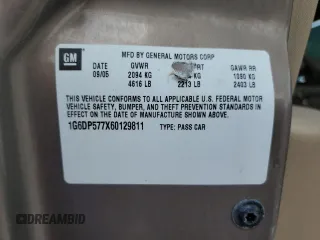 GM
MFD BY GENERAL MOTORS CORP
DATE GVWR RT GAWR RR
09/05 2094 KG KG 1090 KG
4616 LB 2213 LB 2403 LB
THIS VEHICLE CONFORMS TO ALL APPLICABLE U.S. FEDERAL MOTOR
VEHICLE SAFETY, BUMPER, AND THEFT PREVENTION STANDARDS IN
EFFECT ON THE DATE OF MANUFACTURE SHOWN ABOVE.
1G6DP577X60129811 TYPE: PASS CAR
DREAMBID